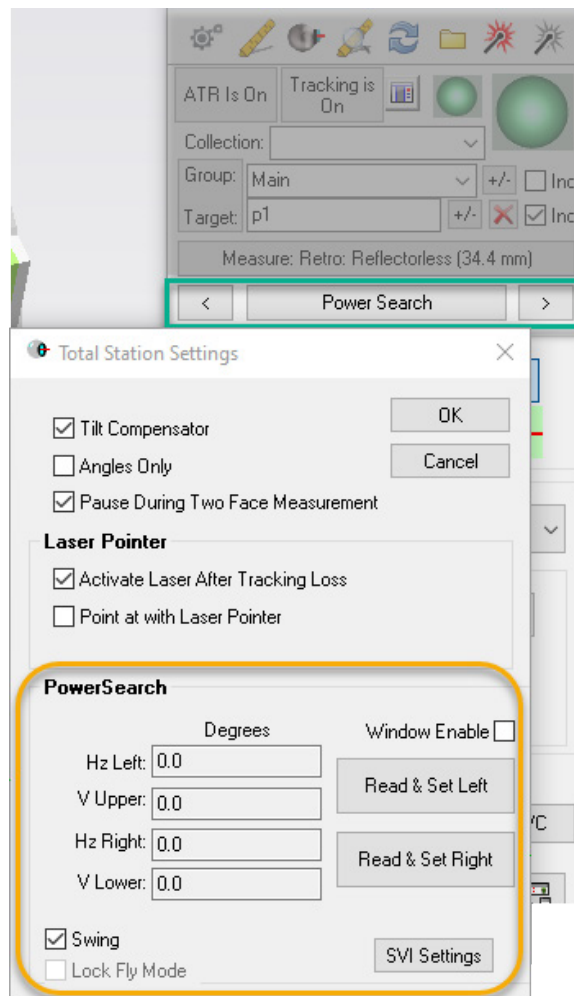 ATR Is On
Tracking is
On
Collection:
Group: Main +/- Inc
Target: p1 +/- Inc
Measure: Retro: Reflectorless (34.4 mm)
< Power Search >
Total Station Settings
OK
Tilt Compensator
Cancel
Angles Only
Pause During Two Face Measurement
Laser Pointer
Activate Laser After Tracking Loss
Point at with Laser Pointer
PowerSearch
Degrees Window Enable
Hz Left: 0.0
Read & Set Left
V Upper: 0.0
Hz Right: 0.0
Read & Set Right
V Lower: 0.0
Swing
SVI Settings
Lock Fly Mode